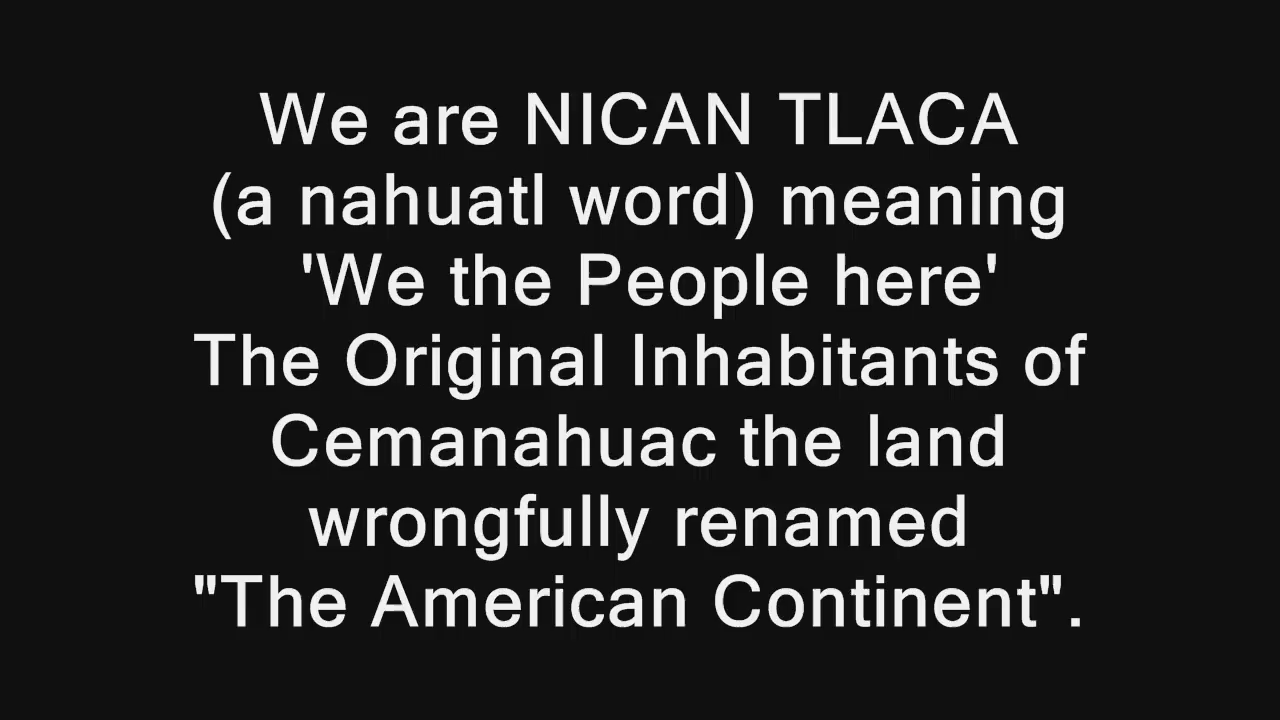 We are NICAN TLACA
(a nahuatl word) meaning
'We the People here'
The Original Inhabitants of
Cemanahuac the land
wrongfully renamed
"The American Continent".